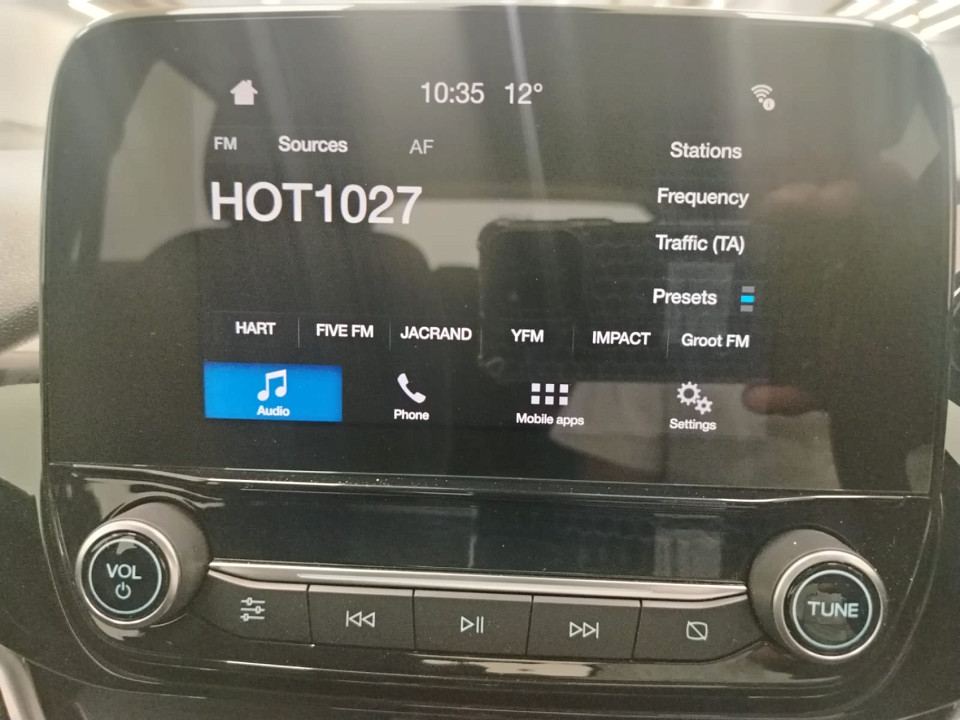 10:35 12°
FM Sources AF
Stations
HOT1027
Frequency
Traffic (TA)
Presets
HART FIVE FM JACRAND YFM IMPACT Groot FM
Audio Phone Mobile apps Settings
VOL
TUNE